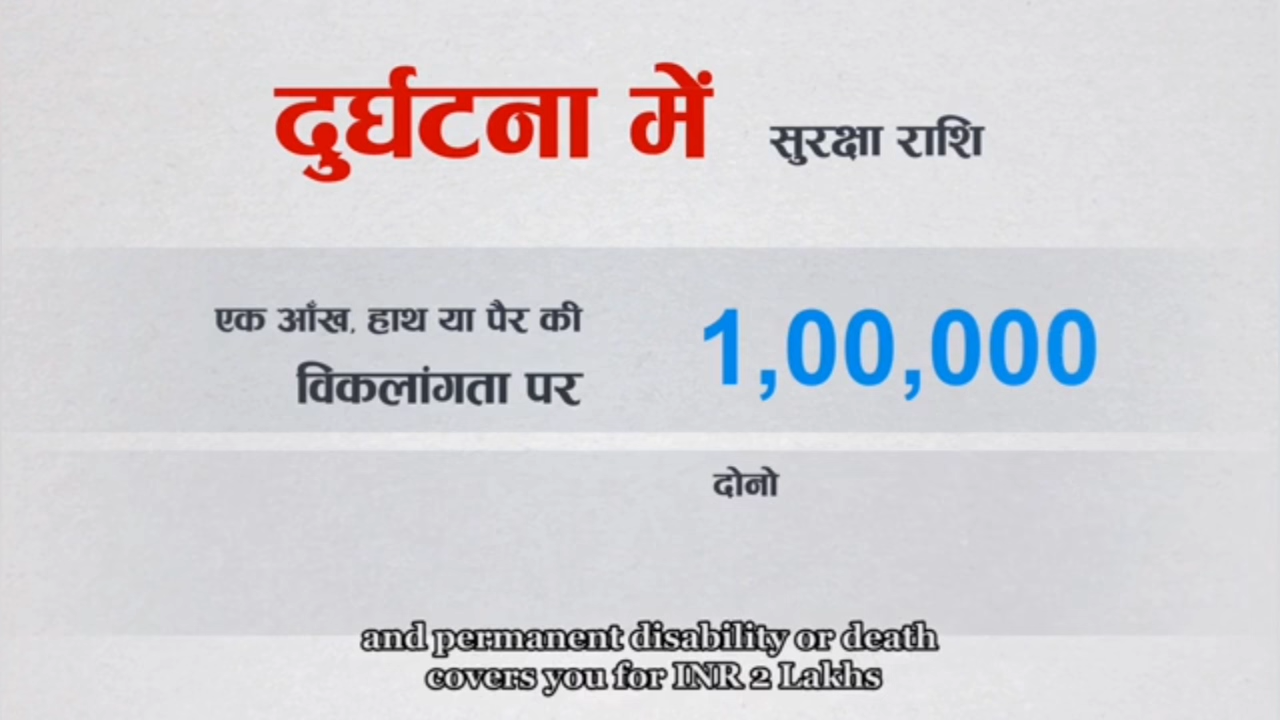 दुर्घटना में सुरक्षा राशि
एक आँख, हाथ या पैर की
विकलांगता पर
1,00,000
दोनो
and permanent disability or death
covers you for INR 2 Lakhs